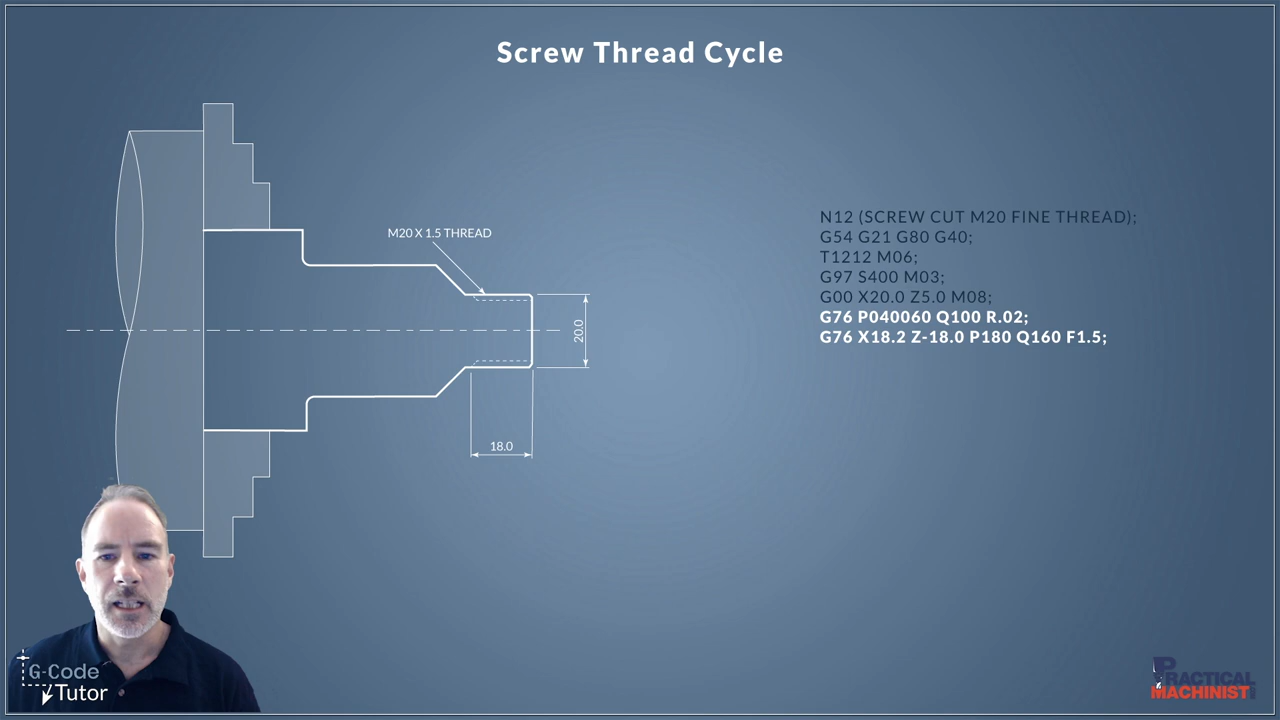 Screw Thread Cycle
M20 X 1.5 THREAD
20.0
18.0
N12 (SCREW CUT M20 FINE THREAD);
G54 G21 G80 G40;
T1212 M06;
G97 S400 M03;
G00 X20.0 Z5.0 M08;
G76 P040060 Q100 R.02;
G76 X18.2 Z-18.0 P180 Q160 F1.5;
G-Code
Tutor
PRACTICAL
MACHINIST